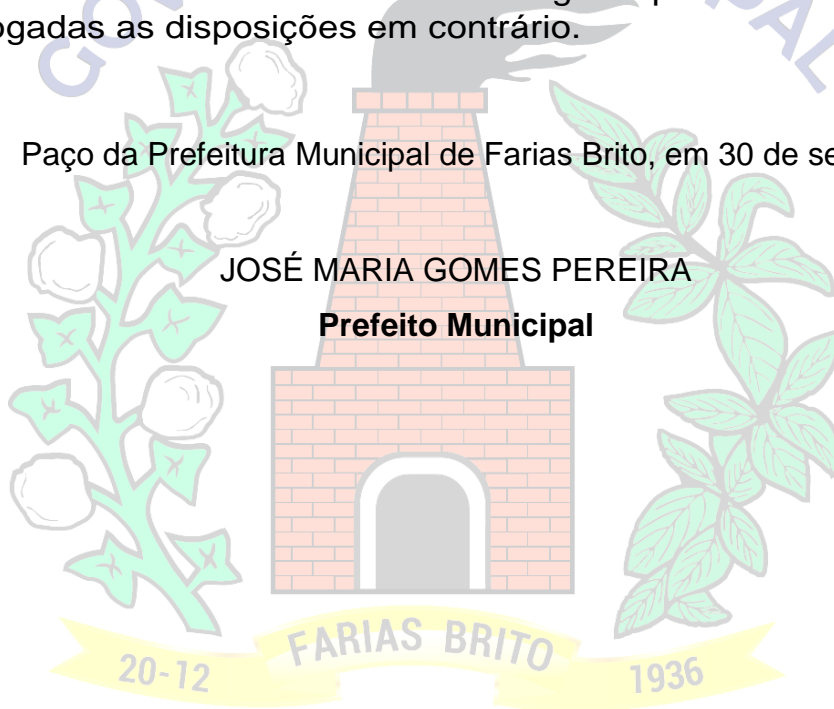 ogadas as disposições em contrário.
Paço da Prefeitura Municipal de Farias Brito, em 30 de se
JOSÉ MARIA GOMES PEREIRA
Prefeito Municipal
FARIAS BRITO
20-12
1936